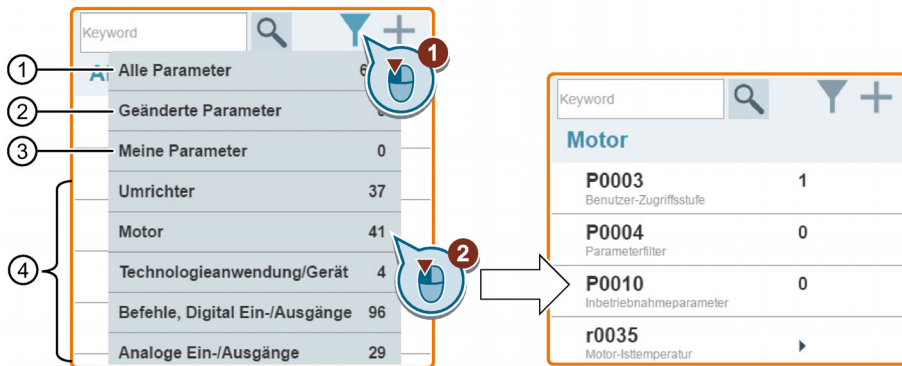 Keyword
1
① Alle Parameter
② Geänderte Parameter
③ Meine Parameter 0
④
Umrichter 37
Motor 41
2
Technologieanwendung/Gerät 4
Befehle, Digital Ein-/Ausgänge 96
Analoge Ein-/Ausgänge 29
Keyword
Motor
P0003 1
Benutzer-Zugriffsstufe
P0004 0
Parameterfilter
P0010 0
Inbetriebnahmeparameter
r0035
Motor-Isttemperatur